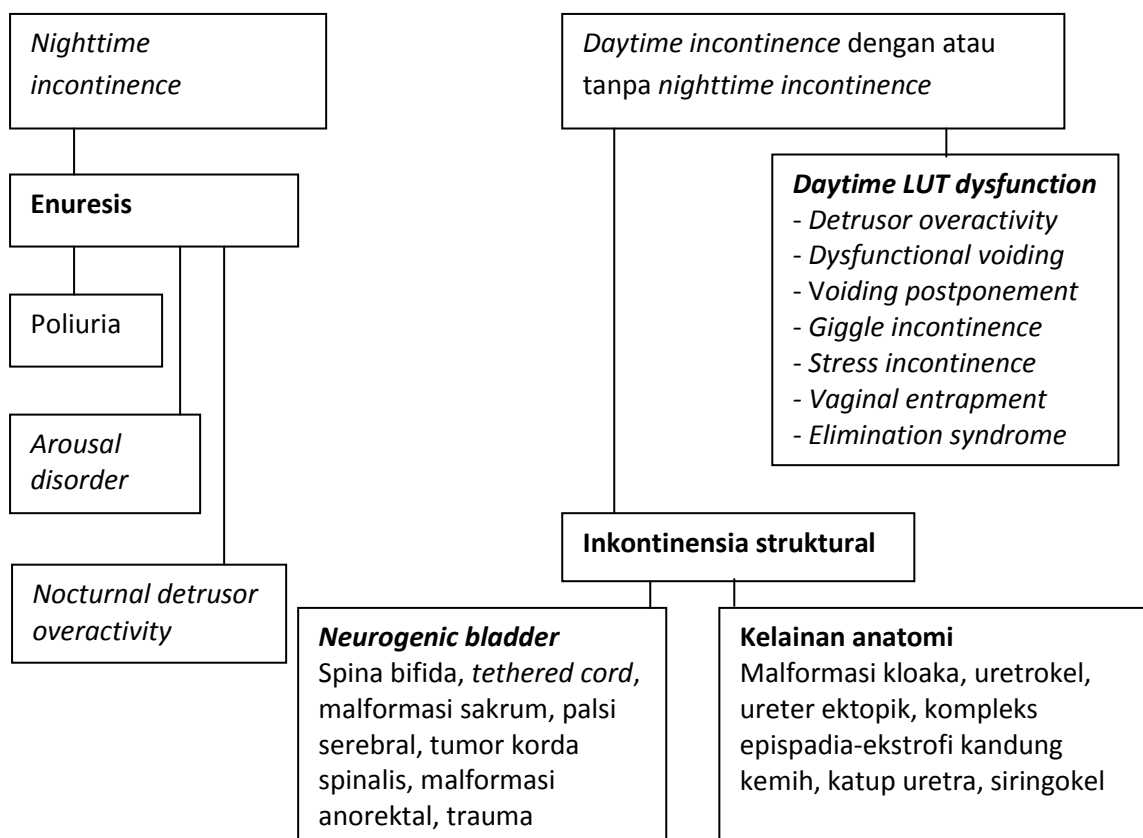 Nighttime
incontinence
Enuresis
Poliuria
Arousal
disorder
Nocturnal detrusor
overactivity
Daytime incontinence dengan atau
tanpa nighttime incontinence
Daytime LUT dysfunction
- Detrusor overactivity
- Dysfunctional voiding
- Voiding postponement
- Giggle incontinence
- Stress incontinence
- Vaginal entrapment
- Elimination syndrome
Inkontinensia struktural
Neurogenic bladder
Spina bifida, tethered cord,
malformasi sakrum, palsi
serebral, tumor korda
spinalis, malformasi
anorektal, trauma
Kelainan anatomi
Malformasi kloaka, uretrokel,
ureter ektopik, kompleks
epispadia-ekstrofi kandung
kemih, katup uretra, siringokel